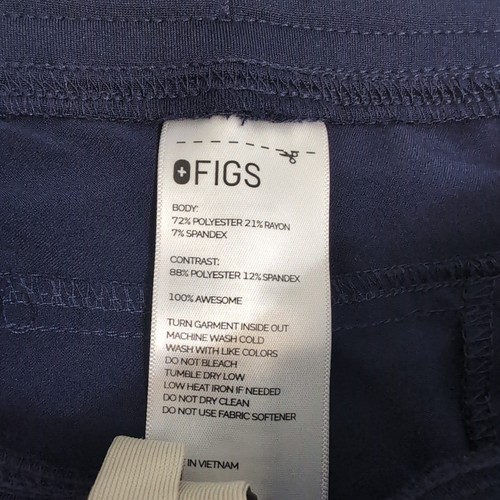 FIGS
BODY:
72% POLYESTER 21% RAYON
7% SPANDEX
CONTRAST:
88% POLYESTER 12% SPANDEX
100% AWESOME
TURN GARMENT INSIDE OUT
MACHINE WASH COLD
WASH WITH LIKE COLORS
DO NOT BLEACH
TUMBLE DRY LOW
LOW HEAT IRON IF NEEDED
DO NOT DRY CLEAN
DO NOT USE FABRIC SOFTENER
IN VIETNAM